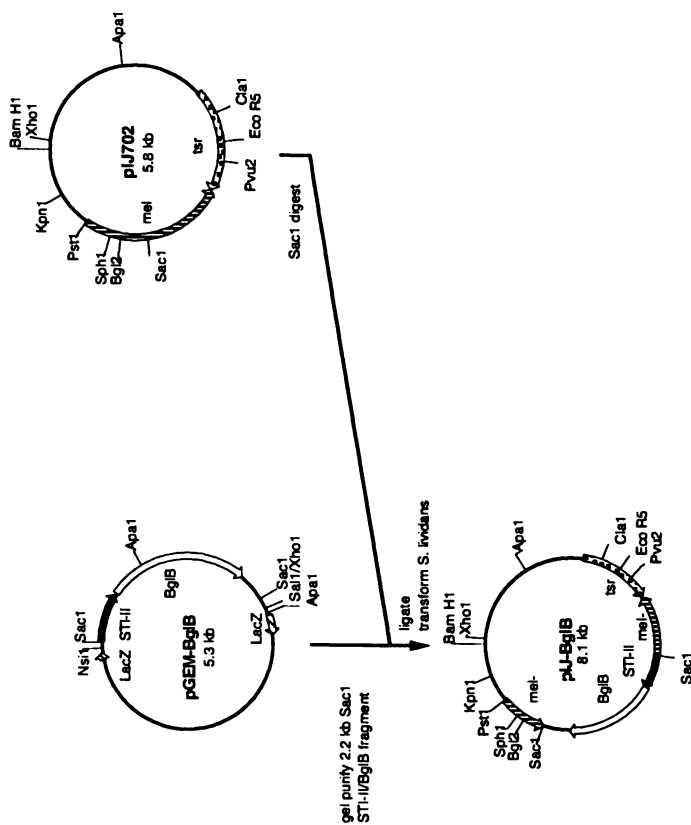 Nsi1
Sac1
LacZ
STI-II
Apa1
BglB
pGEM-BglB
5.3 kb
Sac1
Sal1/Xho1
Apa1
LacZ
Bam H1
Xho1
Apa1
Kpn1
pIJ702
5.8 kb
Pst1
mel
tsr
Cla1
Sph1
Bgl2
Sac1
Eco R5
Pvu2
Sac1 digest
gel purify 2.2 kb Sac1
STI-II/BglB fragment
ligate
transform S. lividans
Bam H1
Xho1
Apa1
Kpn1
Pst1
mel-
pIJ-BglB
8.1 kb
Sph1
Bgl2
Sac1
BglB
STI-II
mel-
tsr
Cla1
Eco R5
Pvu2
Sac1